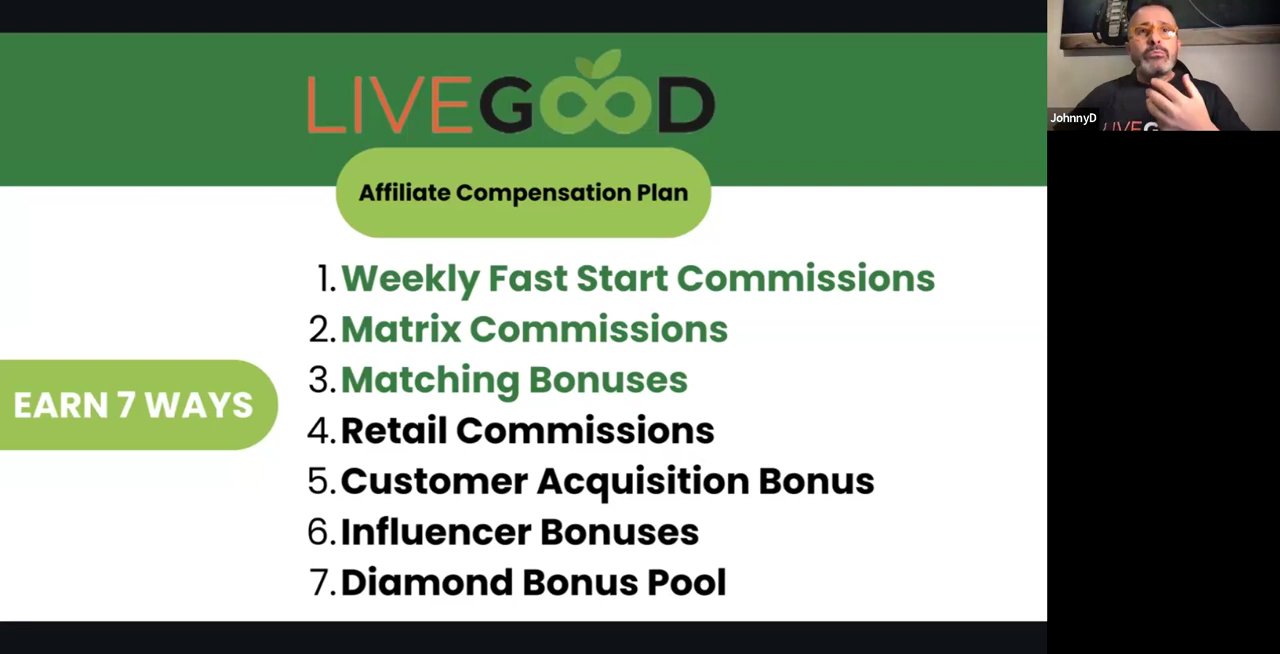 LIVEGOOD
Affiliate Compensation Plan
1. Weekly Fast Start Commissions
2. Matrix Commissions
3. Matching Bonuses
EARN 7 WAYS
4. Retail Commissions
5. Customer Acquisition Bonus
6. Influencer Bonuses
7. Diamond Bonus Pool
JohnnyD
LIVEG